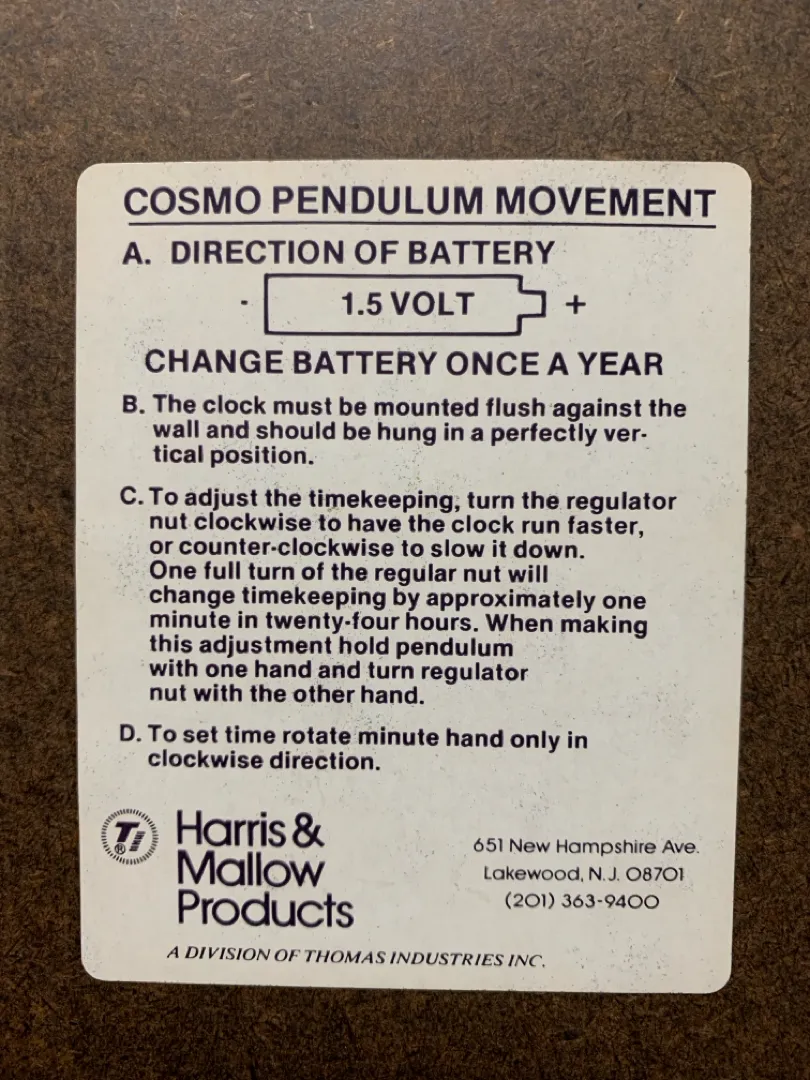 COSMO PENDULUM MOVEMENT
A. DIRECTION OF BATTERY
- 1.5 VOLT +
CHANGE BATTERY ONCE A YEAR
B. The clock must be mounted flush against the
wall and should be hung in a perfectly ver-
tical position.
C. To adjust the timekeeping, turn the regulator
nut clockwise to have the clock run faster,
or counter-clockwise to slow it down.
One full turn of the regular nut will
change timekeeping by approximately one
minute in twenty-four hours. When making
this adjustment hold pendulum
with one hand and turn regulator
nut with the other hand.
D. To set time rotate minute hand only in
clockwise direction.
TI ®
Harris &
Mallow
Products
651 New Hampshire Ave.
Lakewood, N.J. 08701
(201) 363-9400
A DIVISION OF THOMAS INDUSTRIES INC.